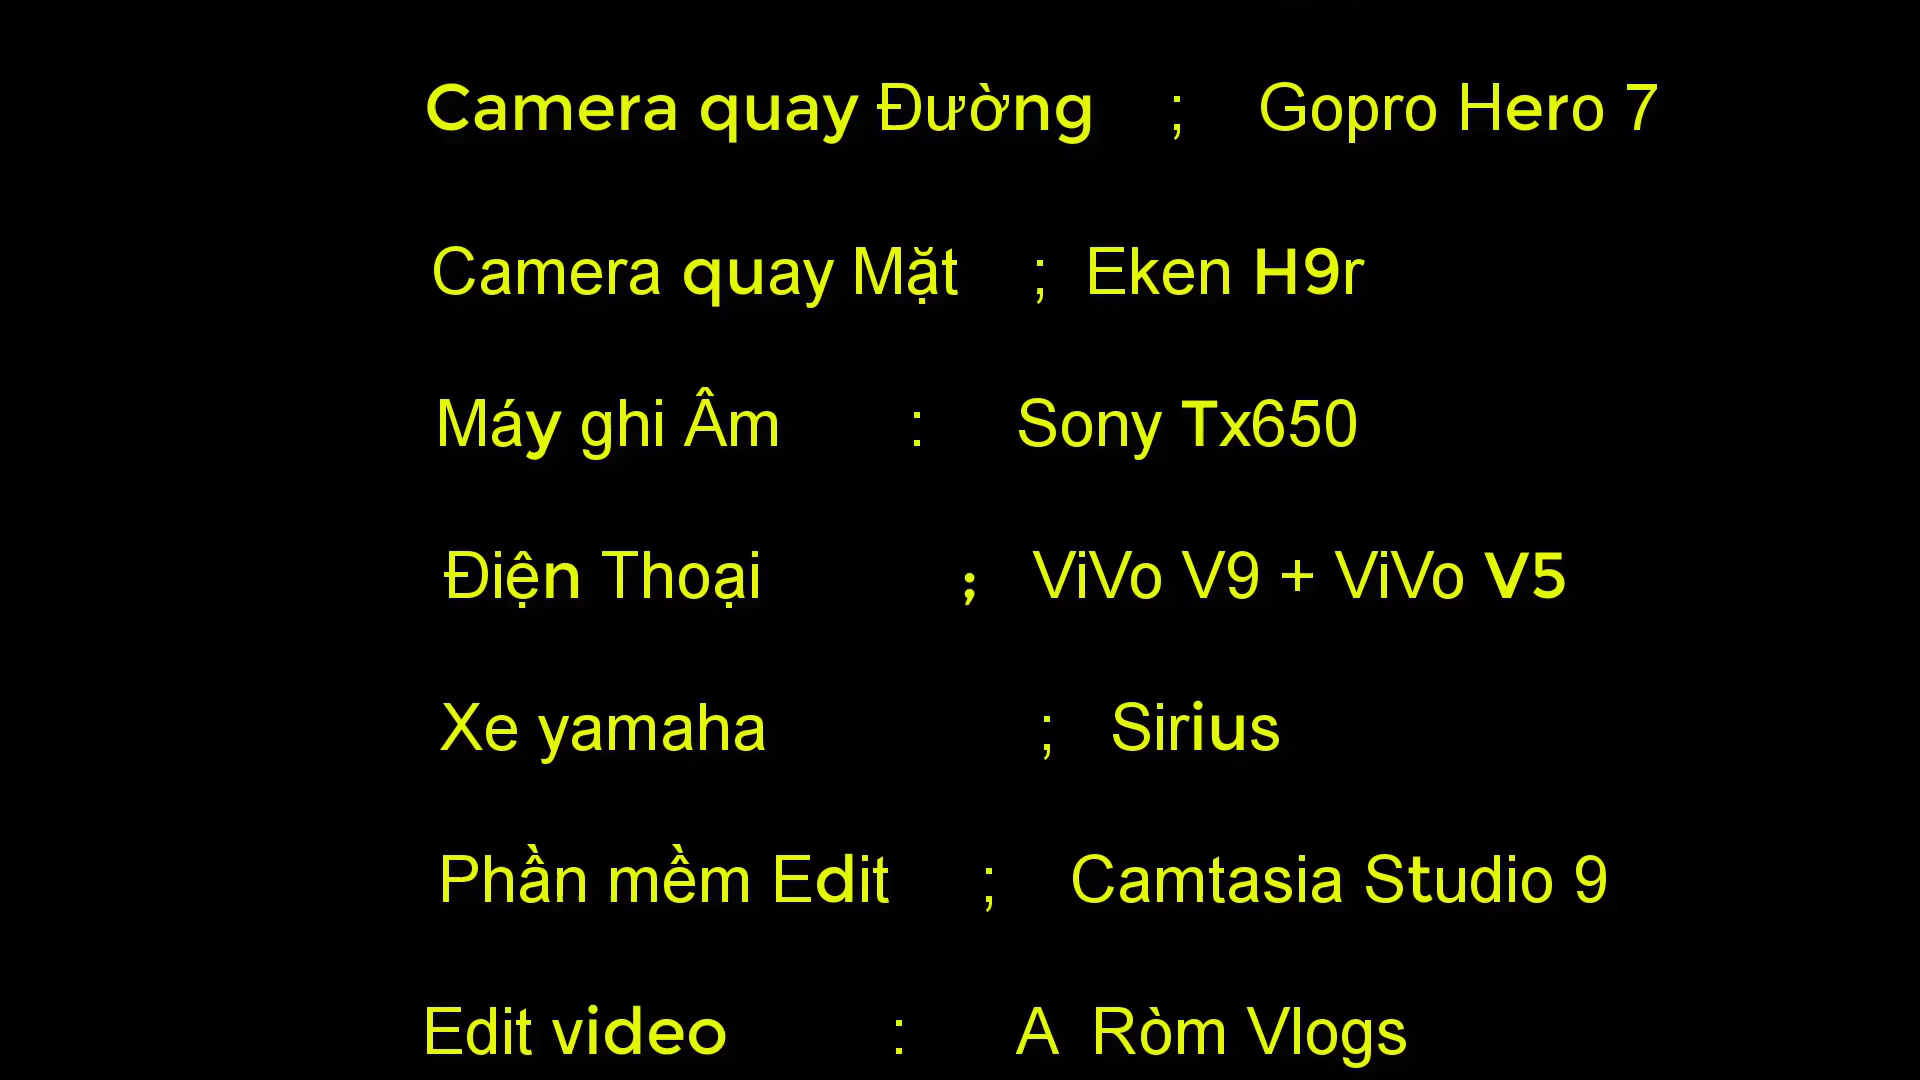 Camera quay Đường ; Gopro Hero 7
Camera quay Mặt ; Eken H9r
Máy ghi Âm : Sony Tx650
Điện Thoại ; ViVo V9 + ViVo V5
Xe yamaha ; Sirius
Phần mềm Edit ; Camtasia Studio 9
Edit video : A Ròm Vlogs